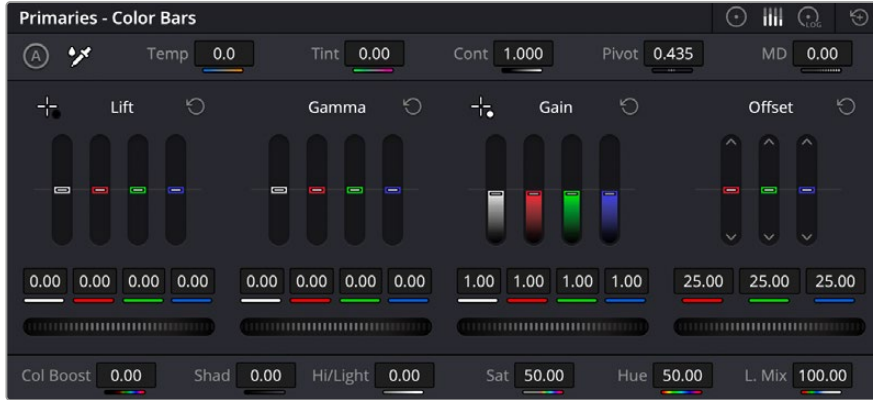 Primaries - Color Bars
LOG
A Temp 0.0 Tint 0.00 Cont 1.000 Pivot 0.435 MD 0.00
Lift Gamma Gain Offset
0.00 0.00 0.00 0.00 0.00 0.00 0.00 0.00 1.00 1.00 1.00 1.00 25.00 25.00 25.00
Col Boost 0.00 Shad 0.00 Hi/Light 0.00 Sat 50.00 Hue 50.00 L. Mix 100.00